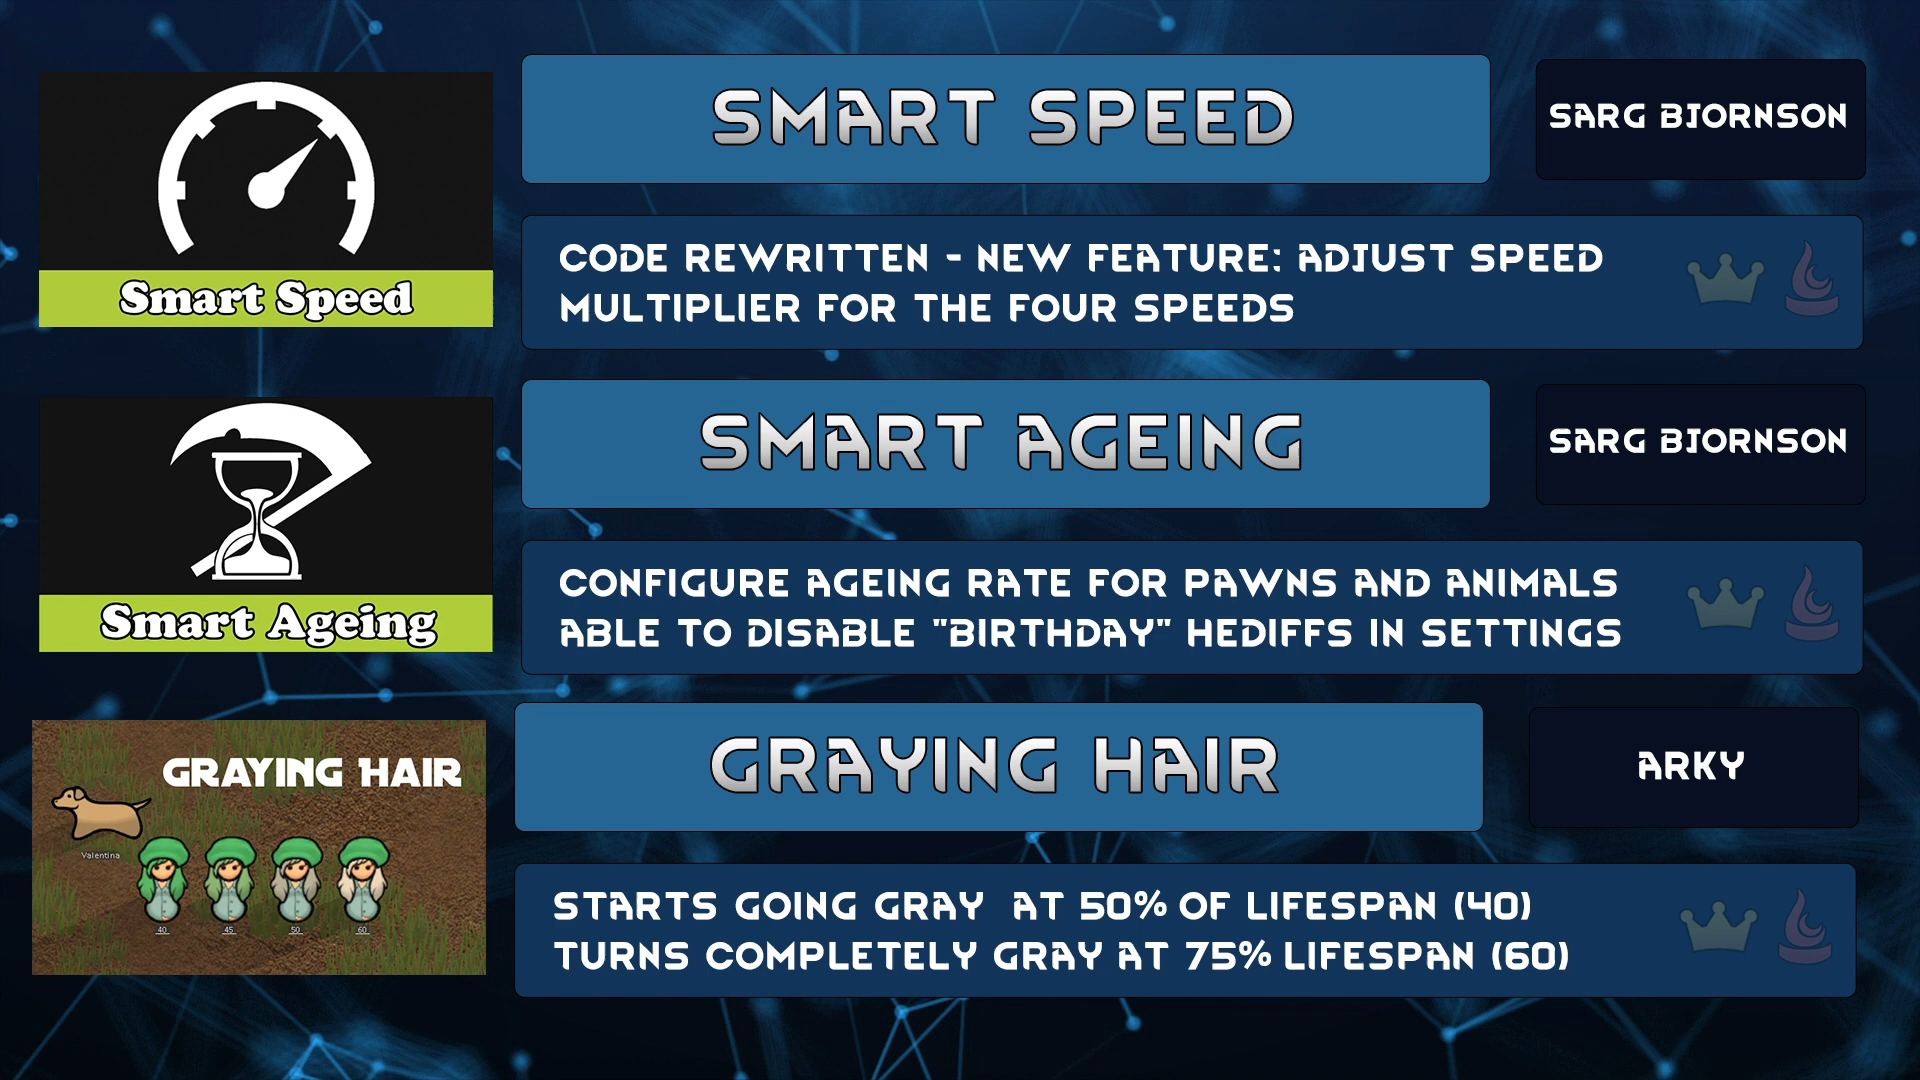 Smart Speed
SMART SPEED
SARG BJORNSON
CODE REWRITTEN - NEW FEATURE: ADJUST SPEED
MULTIPLIER FOR THE FOUR SPEEDS
Smart Ageing
SMART AGEING
SARG BJORNSON
CONFIGURE AGEING RATE FOR PAWNS AND ANIMALS
ABLE TO DISABLE "BIRTHDAY" HEDIFFS IN SETTINGS
GRAYING HAIR
Valentina
40 45 50 60
GRAYING HAIR
ARKY
STARTS GOING GRAY AT 50% OF LIFESPAN (40)
TURNS COMPLETELY GRAY AT 75% LIFESPAN (60)